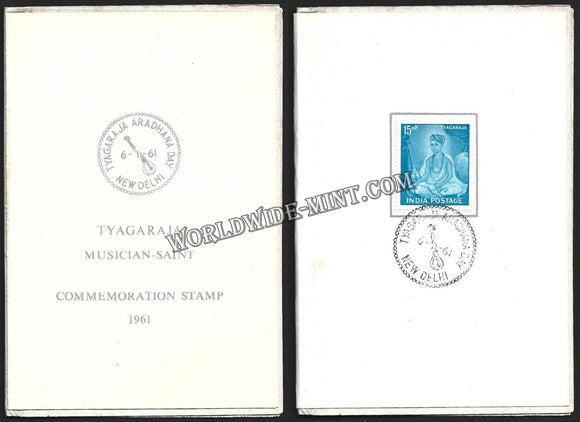 TYAGARAJA ARADHANA DAY
6-1-61
NEW DELHI
TYAGARAJA
MUSICIAN-SAINT
COMMEMORATION STAMP
1961
15 nP TYAGARAJA
INDIA POSTAGE
TYAGARAJA ARADHANA DAY
6-1-61
NEW DELHI
WORLDWIDE-MINT.COM